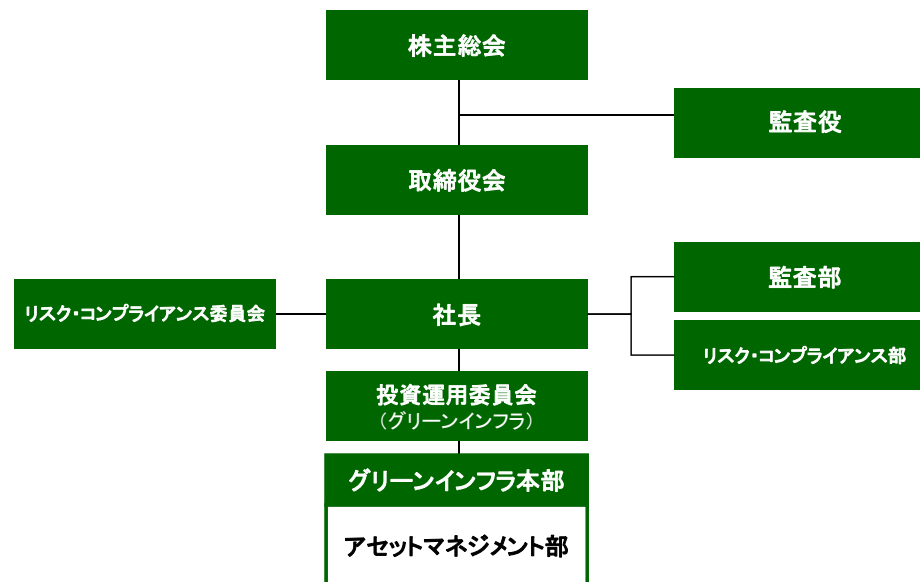 株主総会
監査役
取締役会
監査部
リスク・コンプライアンス委員会
社長
リスク・コンプライアンス部
投資運用委員会
（グリーンインフラ）
グリーンインフラ本部
アセットマネジメント部